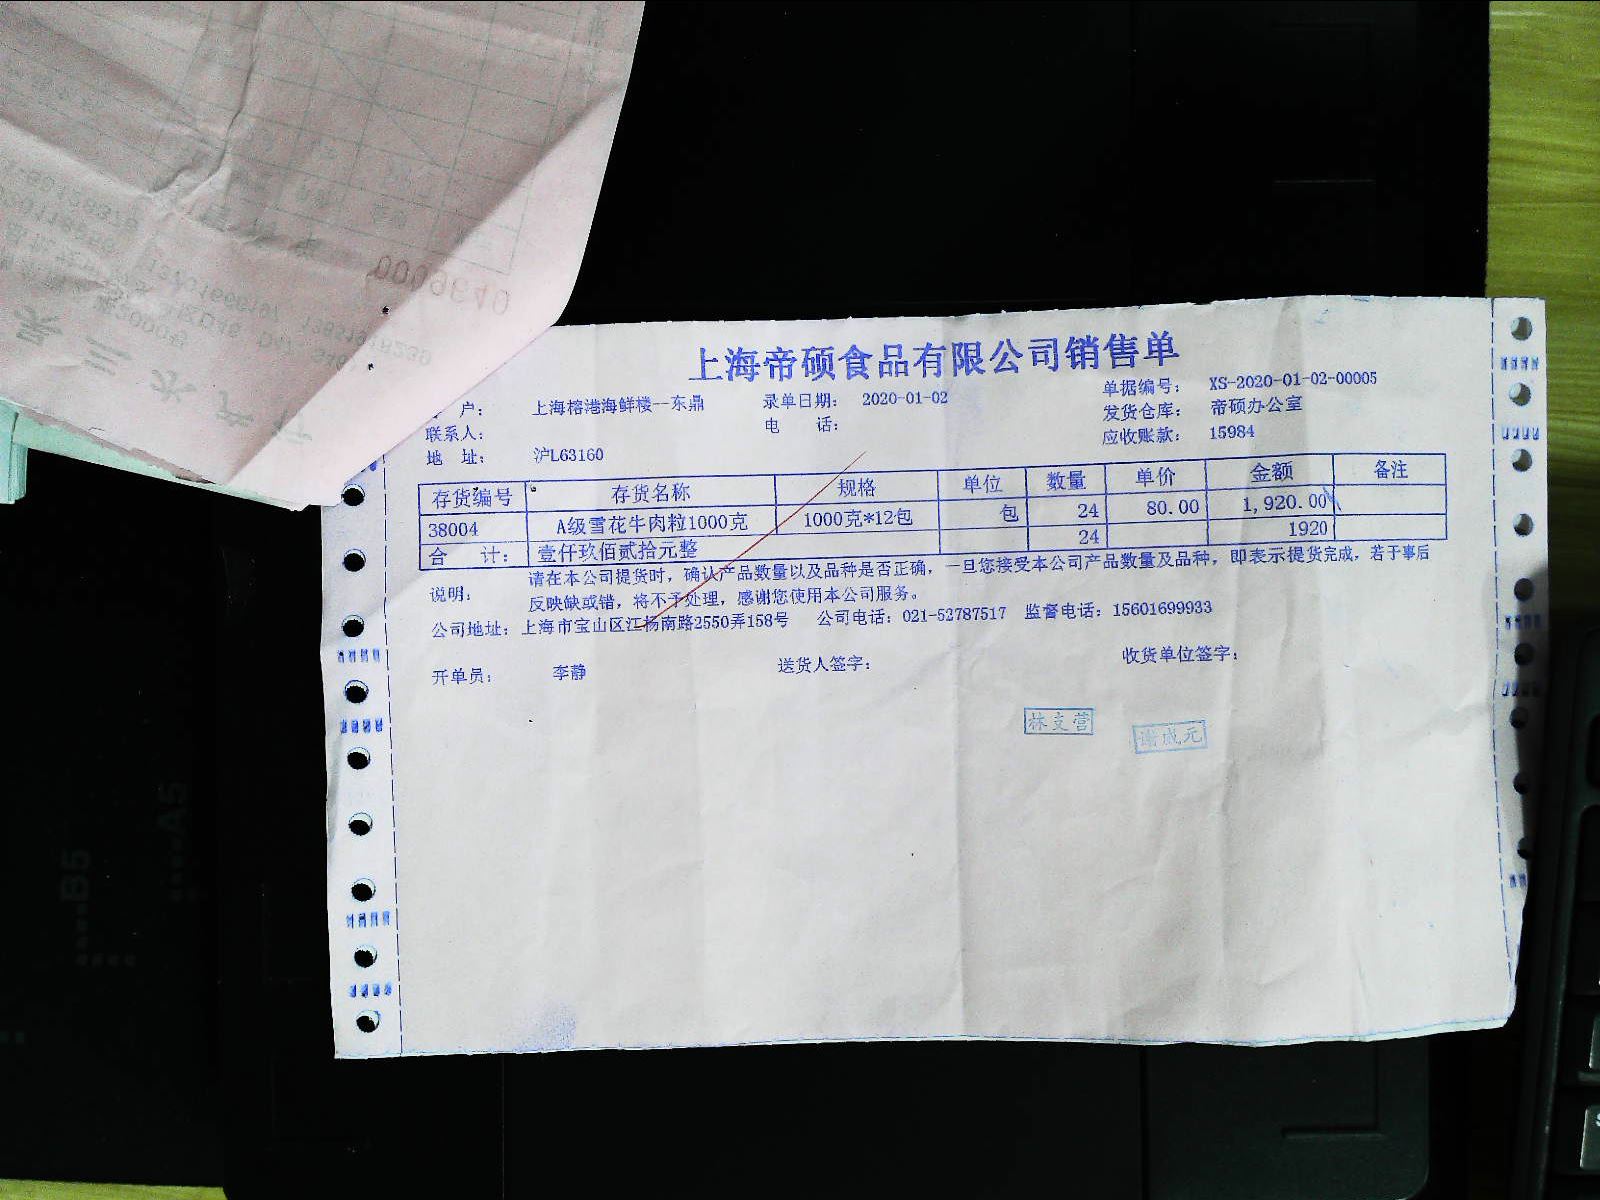 0009640
上海帝硕食品有限公司销售单
户： 上海榕港海鲜楼--东鼎 录单日期： 2020-01-02 单据编号： XS-2020-01-02-00005
联系人： 电 话： 发货仓库： 帝硕办公室
地 址： 沪L63160 应收账款： 15984
存货编号 存货名称 规格 单位 数量 单价 金额 备注
38004 A级雪花牛肉粒1000克 1000克*12包 包 24 80.00 1,920.00
合 计： 壹仟玖佰贰拾元整 24 1920
说明： 请在本公司提货时，确认产品数量以及品种是否正确，一旦您接受本公司产品数量及品种，即表示提货完成，若于事后
反映缺或错，将不予处理，感谢您使用本公司服务。
公司地址：上海市宝山区江杨南路2550弄158号 公司电话：021-52787517 监督电话：15601699933
开单员： 李静 送货人签字： 收货单位签字：
林支营
谢成元
B5
A5